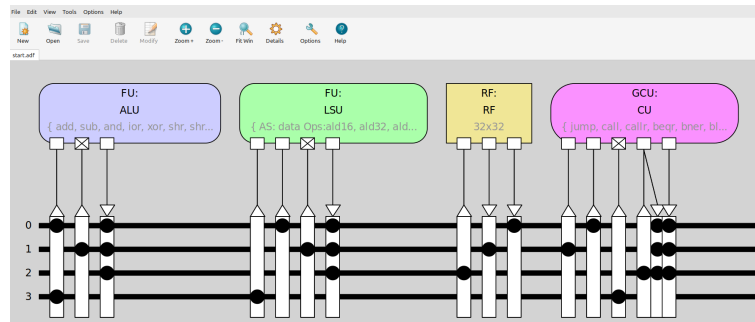 File Edit View Tools Options Help
New Open Save Delete Modify Zoom + Zoom - Fit Win Details Options Help
start.adf
FU: FU: RF: GCU:
ALU LSU RF CU
{ add, sub, and, ior, xor, shr, shr... { AS: data Ops:ald16, ald32, ald... 32x32 { jump, call, callr, beqr, bner, bl...
0
1
2
3